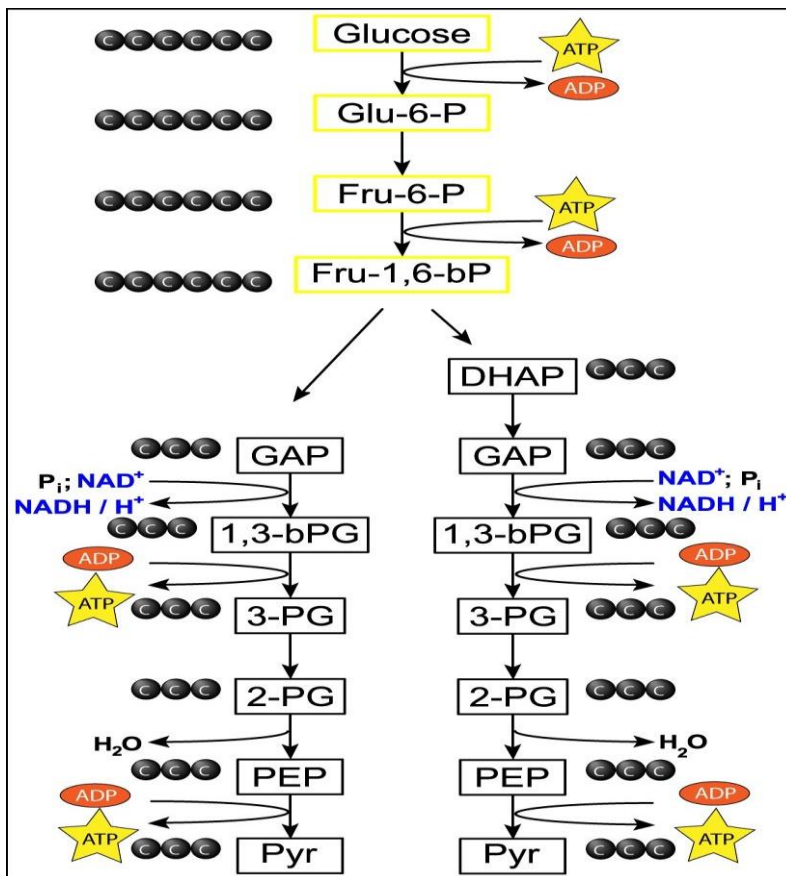 C C C C C C Glucose ATP
ADP
C C C C C C Glu-6-P
C C C C C C Fru-6-P ATP
ADP
C C C C C C Fru-1,6-bP
DHAP C C C
C C C GAP GAP C C C
Pi; NAD+ NAD+; Pi
NADH / H+ NADH / H+
C C C 1,3-bPG 1,3-bPG C C C
ADP ADP
ATP ATP
C C C 3-PG 3-PG C C C
C C C 2-PG 2-PG C C C
H2O H2O
C C C PEP PEP C C C
ADP ADP
ATP ATP
C C C Pyr Pyr C C C